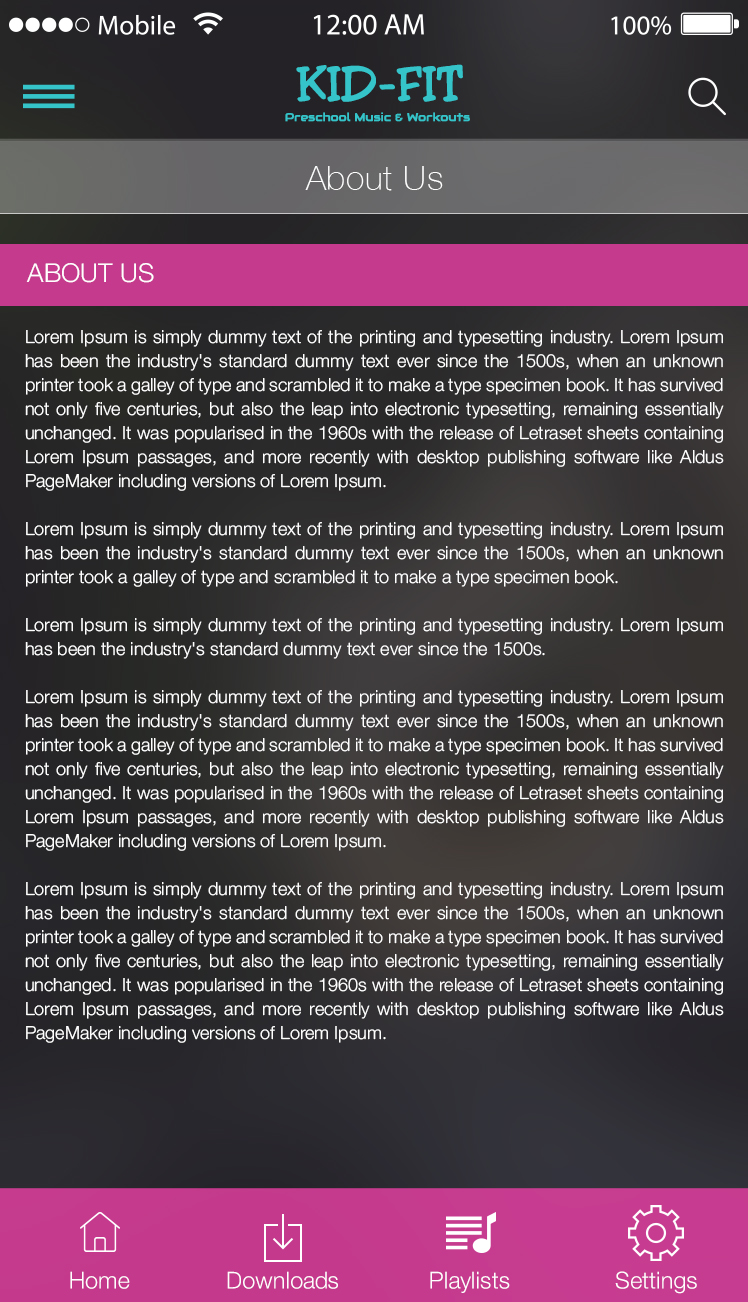 Mobile 12:00 AM 100%
KID-FIT
Preschool Music & Workouts
About Us
ABOUT US
Lorem Ipsum is simply dummy text of the printing and typesetting industry. Lorem Ipsum
has been the industry's standard dummy text ever since the 1500s, when an unknown
printer took a galley of type and scrambled it to make a type specimen book. It has survived
not only five centuries, but also the leap into electronic typesetting, remaining essentially
unchanged. It was popularised in the 1960s with the release of Letraset sheets containing
Lorem Ipsum passages, and more recently with desktop publishing software like Aldus
PageMaker including versions of Lorem Ipsum.
Lorem Ipsum is simply dummy text of the printing and typesetting industry. Lorem Ipsum
has been the industry's standard dummy text ever since the 1500s, when an unknown
printer took a galley of type and scrambled it to make a type specimen book.
Lorem Ipsum is simply dummy text of the printing and typesetting industry. Lorem Ipsum
has been the industry's standard dummy text ever since the 1500s.
Lorem Ipsum is simply dummy text of the printing and typesetting industry. Lorem Ipsum
has been the industry's standard dummy text ever since the 1500s, when an unknown
printer took a galley of type and scrambled it to make a type specimen book. It has survived
not only five centuries, but also the leap into electronic typesetting, remaining essentially
unchanged. It was popularised in the 1960s with the release of Letraset sheets containing
Lorem Ipsum passages, and more recently with desktop publishing software like Aldus
PageMaker including versions of Lorem Ipsum.
Lorem Ipsum is simply dummy text of the printing and typesetting industry. Lorem Ipsum
has been the industry's standard dummy text ever since the 1500s, when an unknown
printer took a galley of type and scrambled it to make a type specimen book. It has survived
not only five centuries, but also the leap into electronic typesetting, remaining essentially
unchanged. It was popularised in the 1960s with the release of Letraset sheets containing
Lorem Ipsum passages, and more recently with desktop publishing software like Aldus
PageMaker including versions of Lorem Ipsum.
Home Downloads Playlists Settings